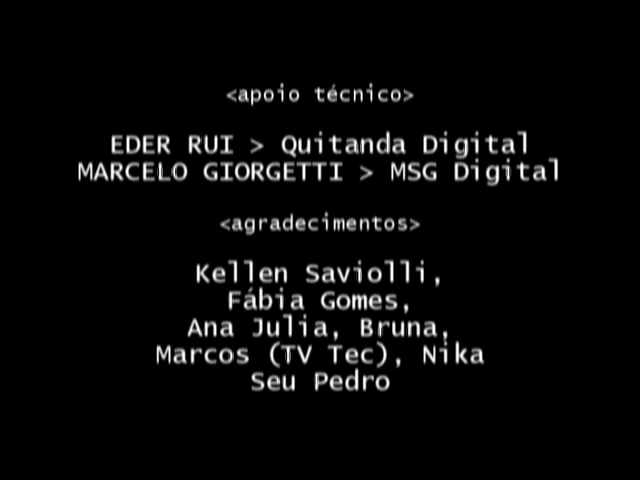 <apoio técnico>
EDER RUI > Quitanda Digital
MARCELO GIORGETTI > MSG Digital
<agradecimentos>
Kellen Saviolli,
Fábia Gomes,
Ana Julia, Bruna,
Marcos (TV Tec), Nika
Seu Pedro